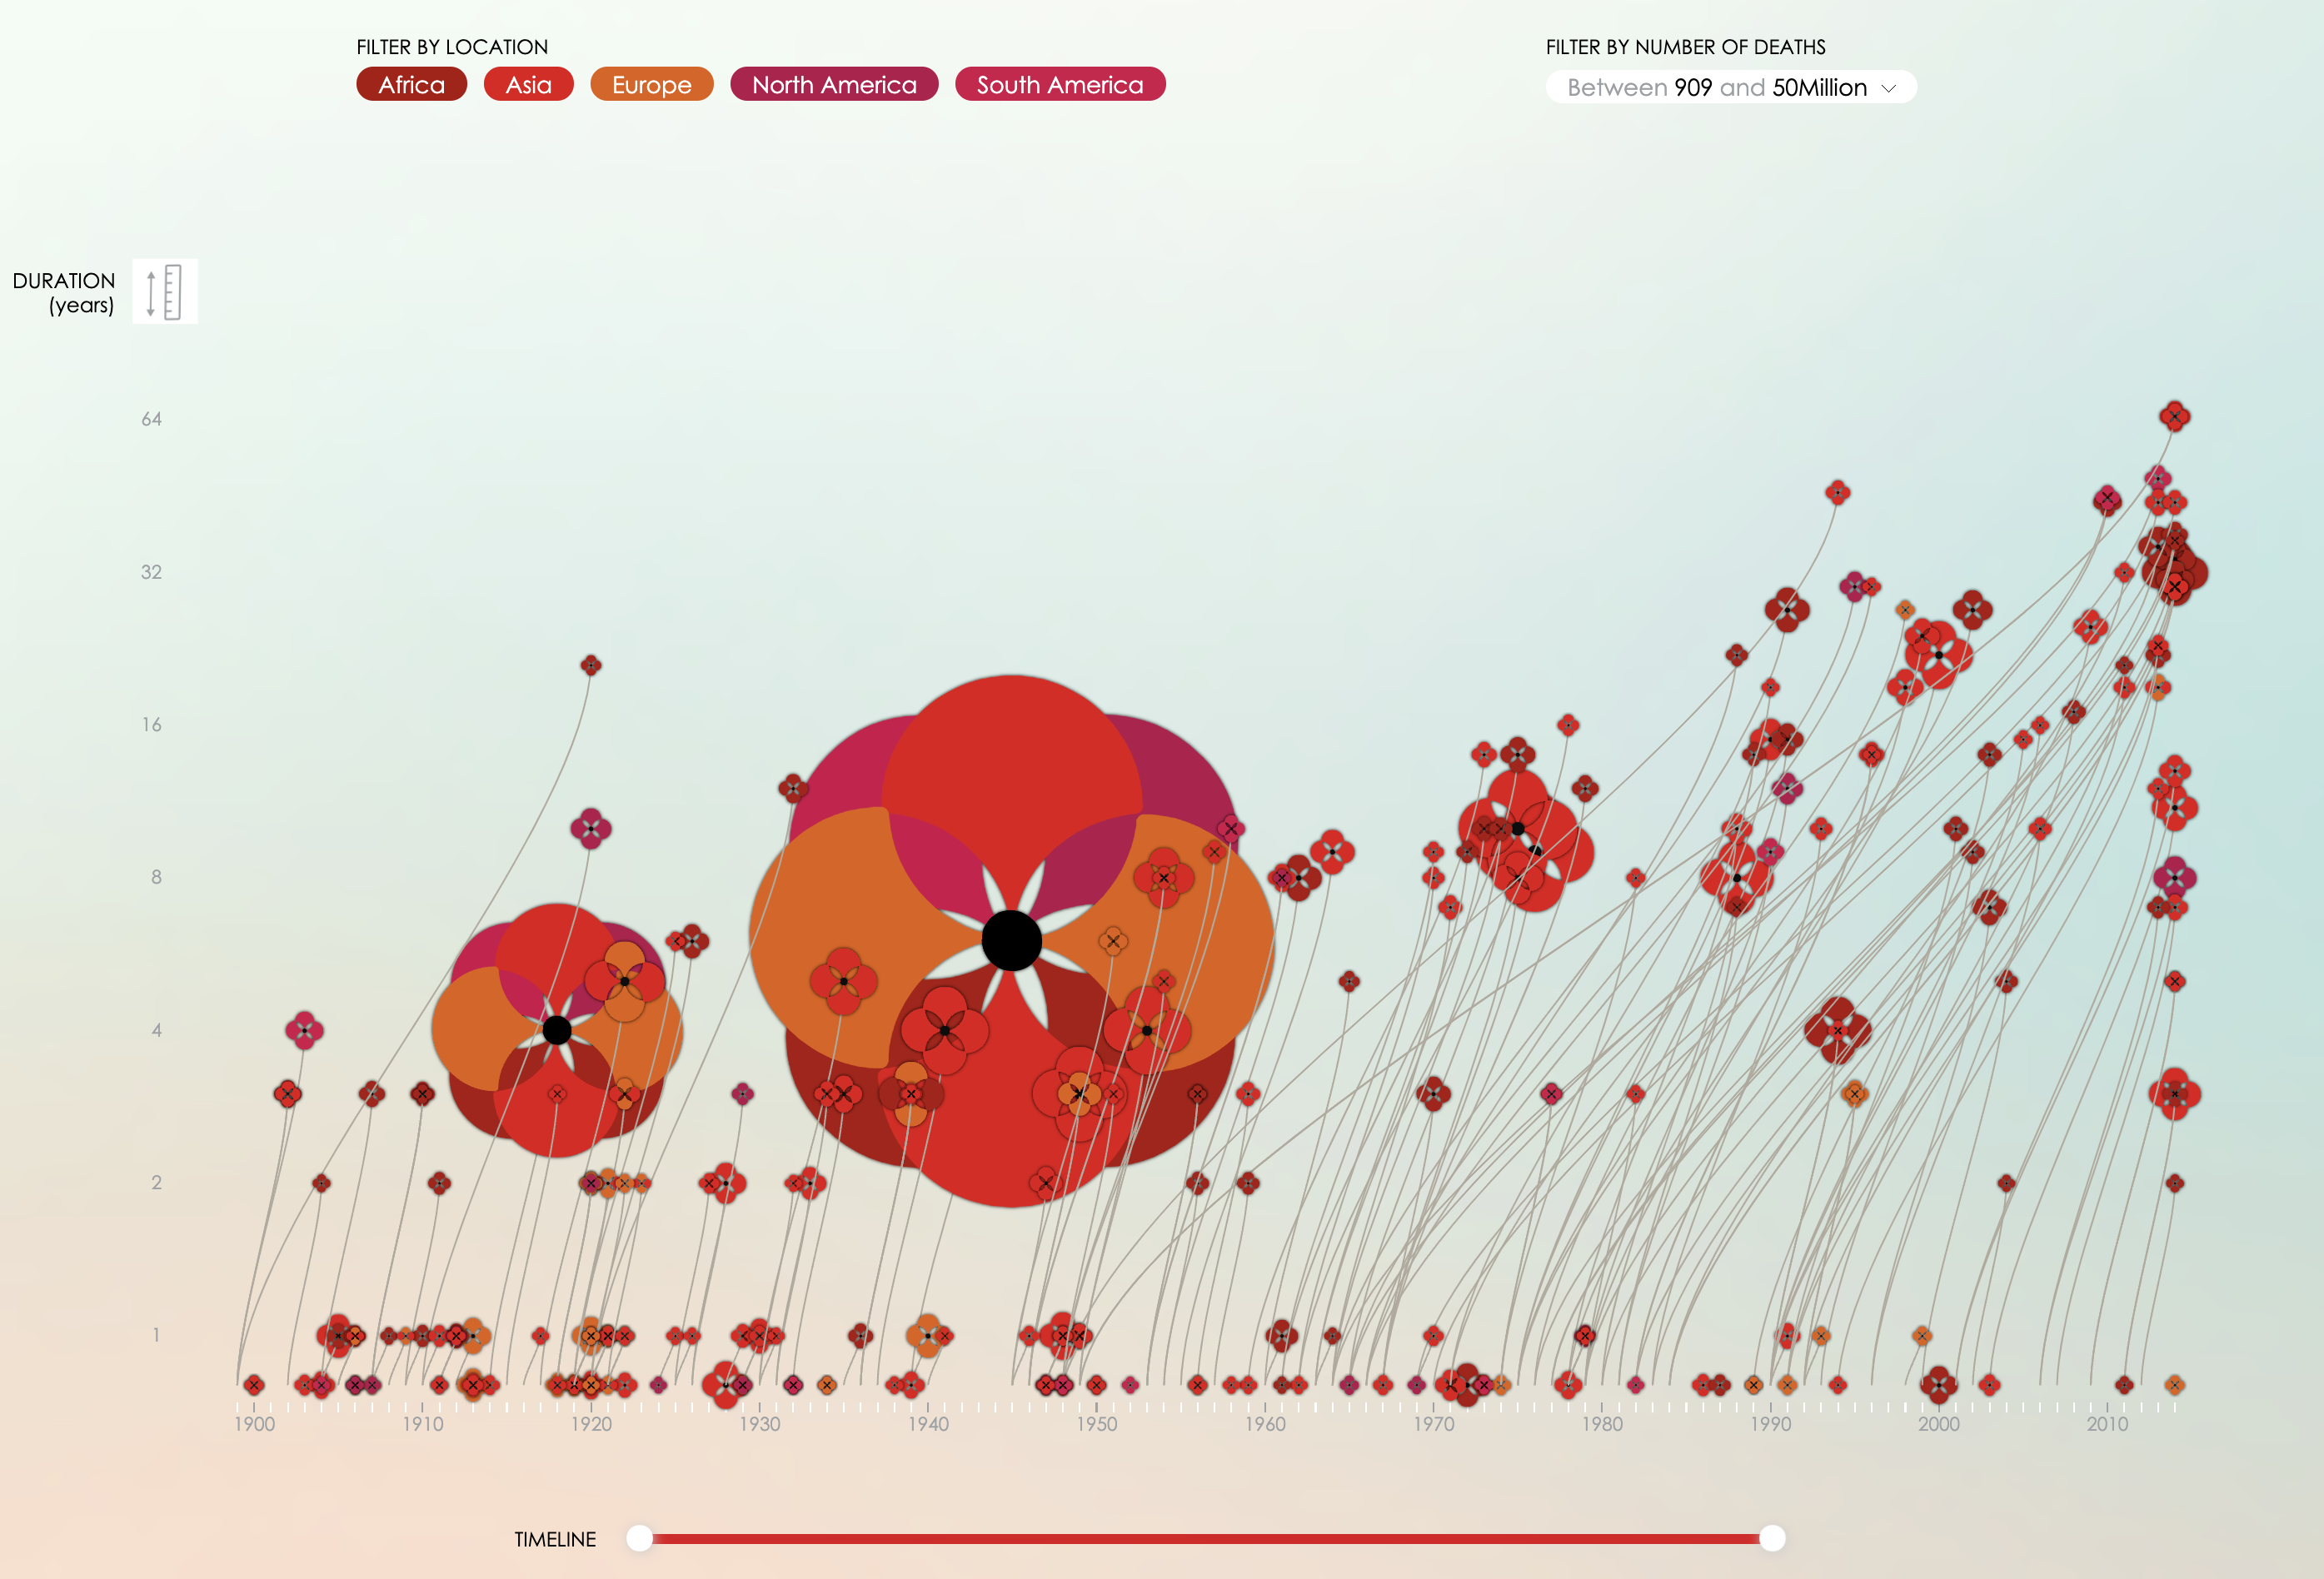 FILTER BY LOCATION
Africa Asia Europe North America South America
FILTER BY NUMBER OF DEATHS
Between 909 and 50Million
DURATION
(years)
64
32
16
8
4
2
1
1900 1910 1920 1930 1940 1950 1960 1970 1980 1990 2000 2010
TIMELINE